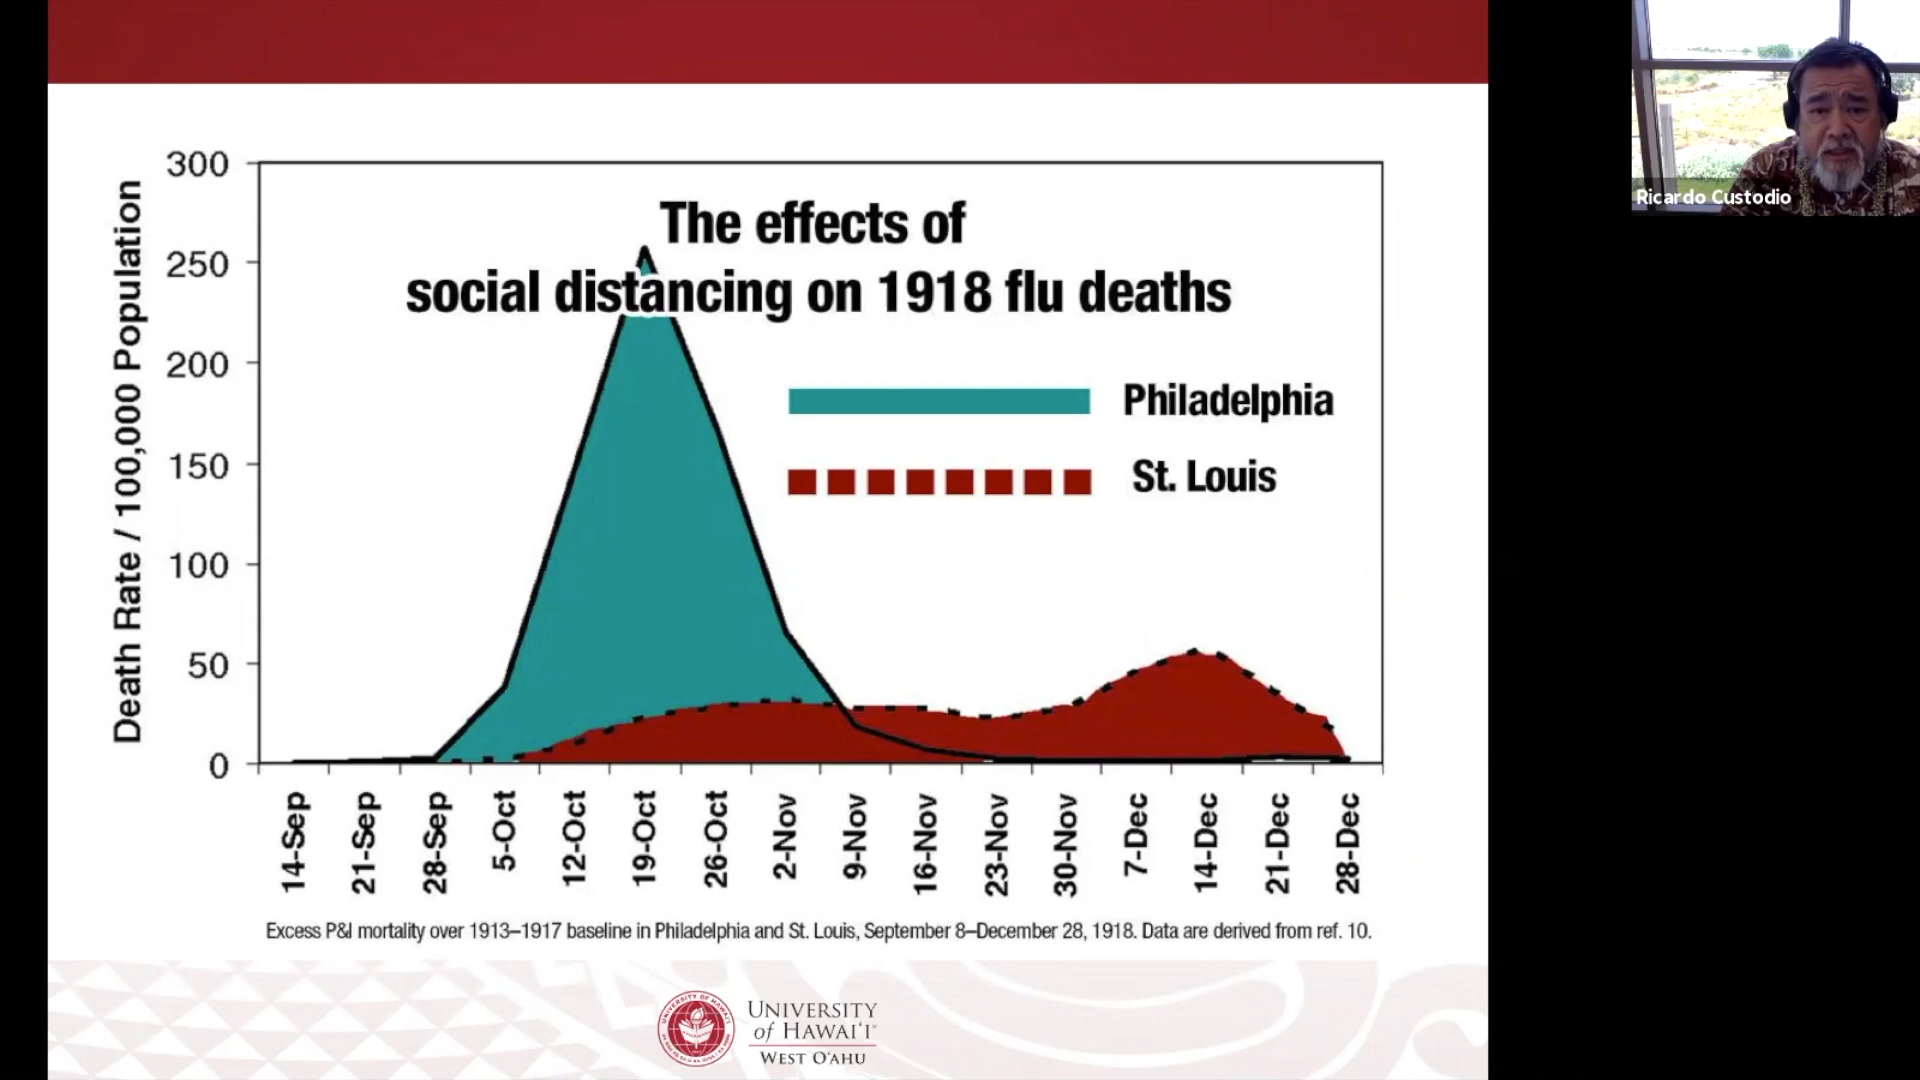 The effects of
social distancing on 1918 flu deaths
Death Rate / 100,000 Population
300
250
200
150
100
50
0
Philadelphia
St. Louis
14-Sep
21-Sep
28-Sep
5-Oct
12-Oct
19-Oct
26-Oct
2-Nov
9-Nov
16-Nov
23-Nov
30-Nov
7-Dec
14-Dec
21-Dec
28-Dec
Excess P&I mortality over 1913–1917 baseline in Philadelphia and St. Louis, September 8–December 28, 1918. Data are derived from ref. 10.
UNIVERSITY
of HAWAIʻI®
WEST OʻAHU
Ricardo Custodio